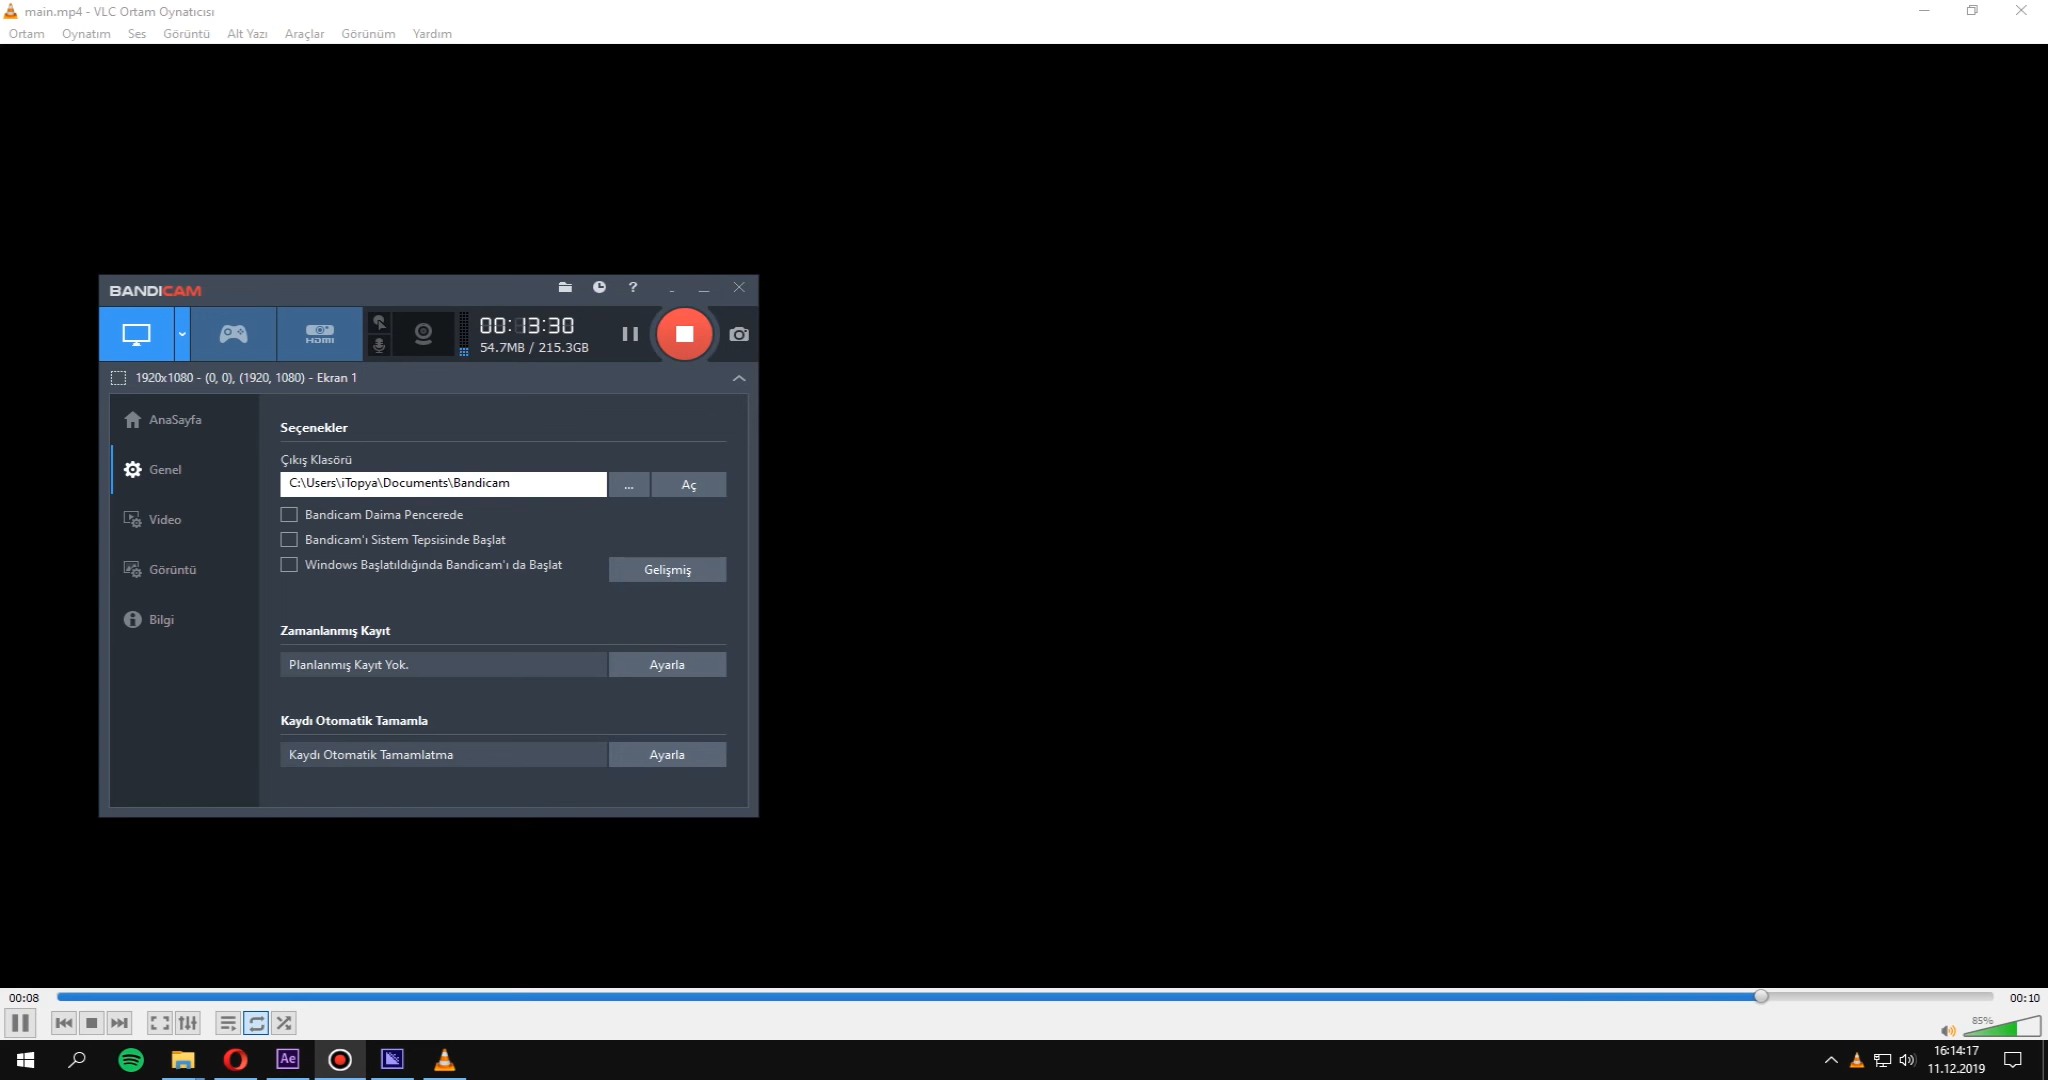 main.mp4 - VLC Ortam Oynatıcısı
Ortam Oynatım Ses Görüntü Alt Yazı Araçlar Görünüm Yardım
BANDICAM
?
HDMI
00:13:30
54.7MB / 215.3GB
1920x1080 - (0, 0), (1920, 1080) - Ekran 1
AnaSayfa
Genel
Video
Görüntü
Bilgi
Seçenekler
Çıkış Klasörü
C:\Users\iTopya\Documents\Bandicam ... Aç
Bandicam Daima Pencerede
Bandicam'ı Sistem Tepsisinde Başlat
Windows Başlatıldığında Bandicam'ı da Başlat
Gelişmiş
Zamanlanmış Kayıt
Planlanmış Kayıt Yok. Ayarla
Kaydı Otomatik Tamamla
Kaydı Otomatik Tamamlatma Ayarla
00:08 00:10
85%
Ae
16:14:17
11.12.2019